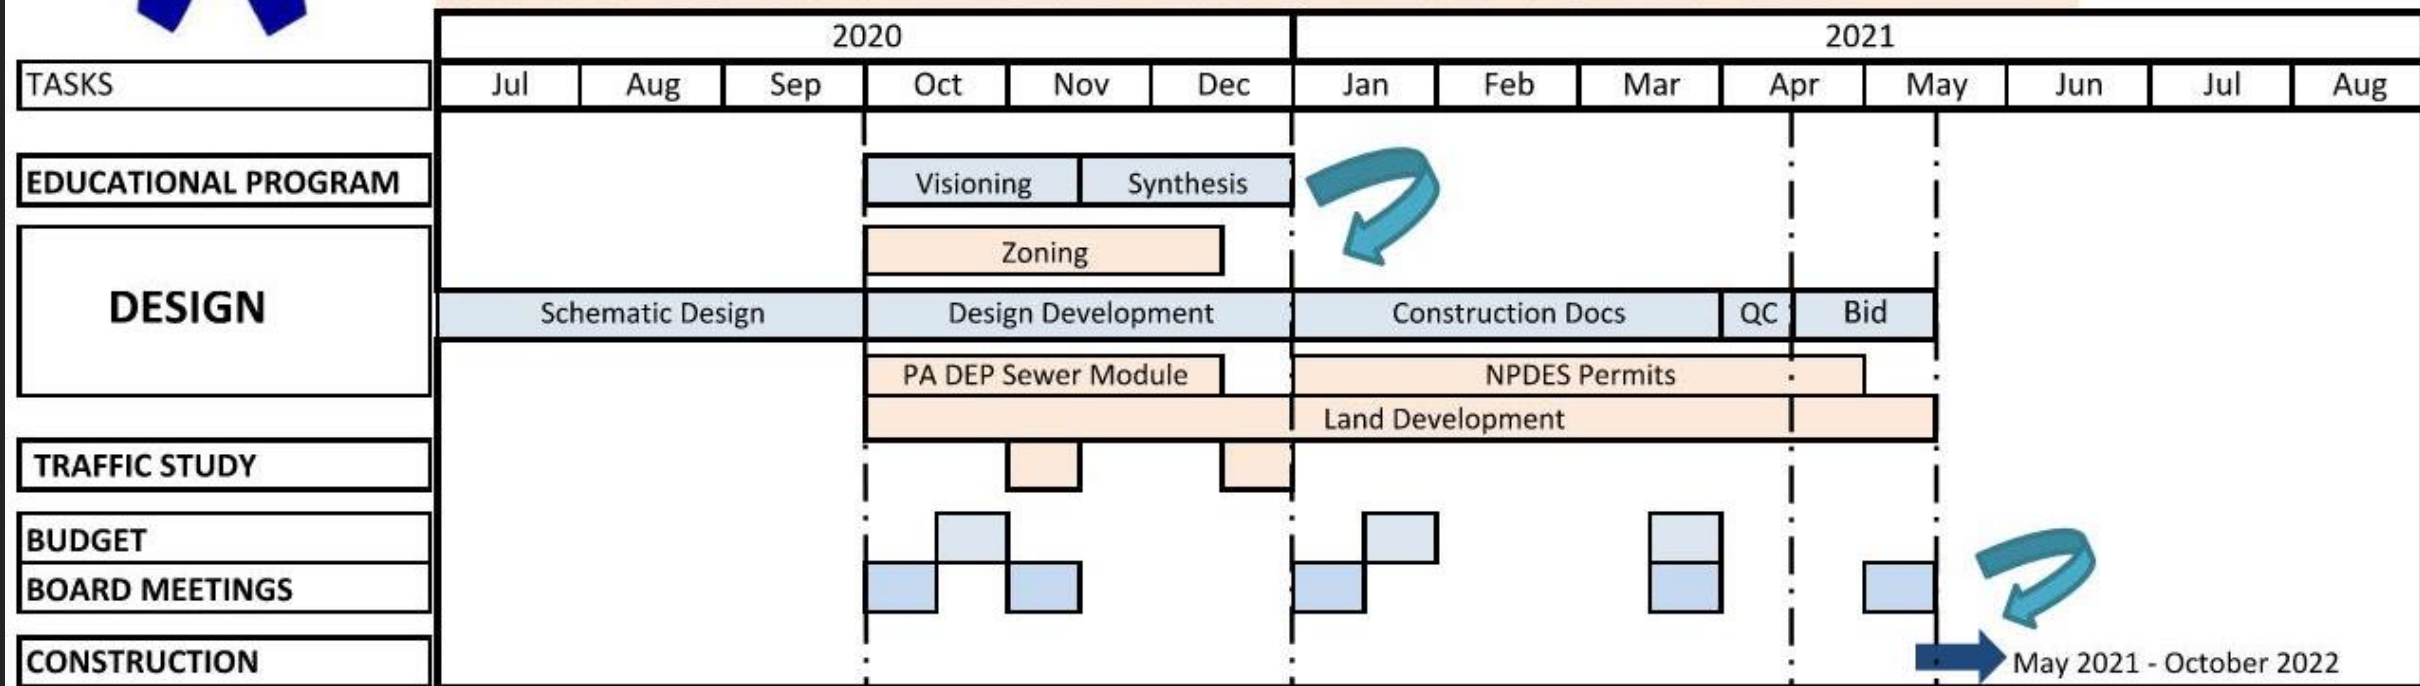 2020 2021
TASKS Jul Aug Sep Oct Nov Dec Jan Feb Mar Apr May Jun Jul Aug
EDUCATIONAL PROGRAM Visioning Synthesis
Zoning
DESIGN Schematic Design Design Development Construction Docs QC Bid
PA DEP Sewer Module NPDES Permits
Land Development
TRAFFIC STUDY
BUDGET
BOARD MEETINGS
CONSTRUCTION May 2021 - October 2022